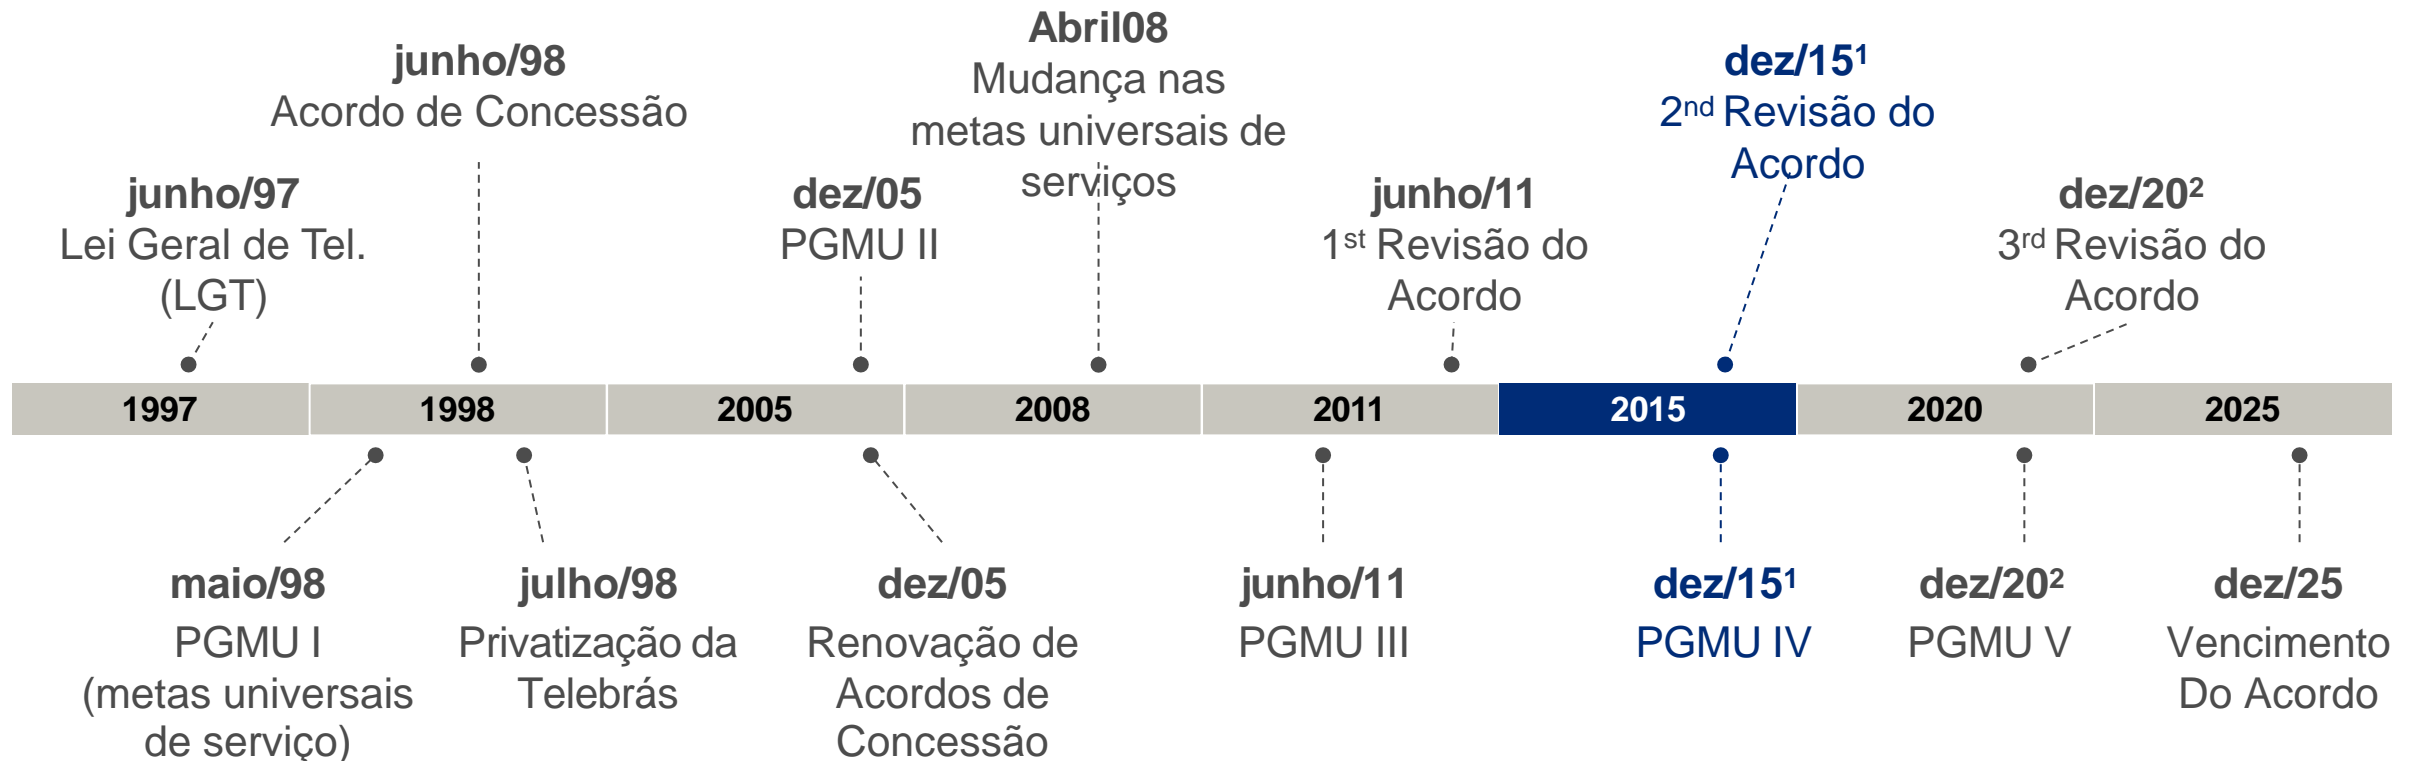 junho/97
Lei Geral de Tel.
(LGT)
junho/98
Acordo de Concessão
dez/05
PGMU II
Abril08
Mudança nas
metas universais de
serviços
junho/11
1st Revisão do
Acordo
dez/15¹
2nd Revisão do
Acordo
dez/20²
3rd Revisão do
Acordo
1997
1998
2005
2008
2011
2015
2020
2025
maio/98
PGMU I
(metas universais
de serviço)
julho/98
Privatização da
Telebrás
dez/05
Renovação de
Acordos de
Concessão
junho/11
PGMU III
dez/15¹
PGMU IV
dez/20²
PGMU V
dez/25
Vencimento
Do Acordo